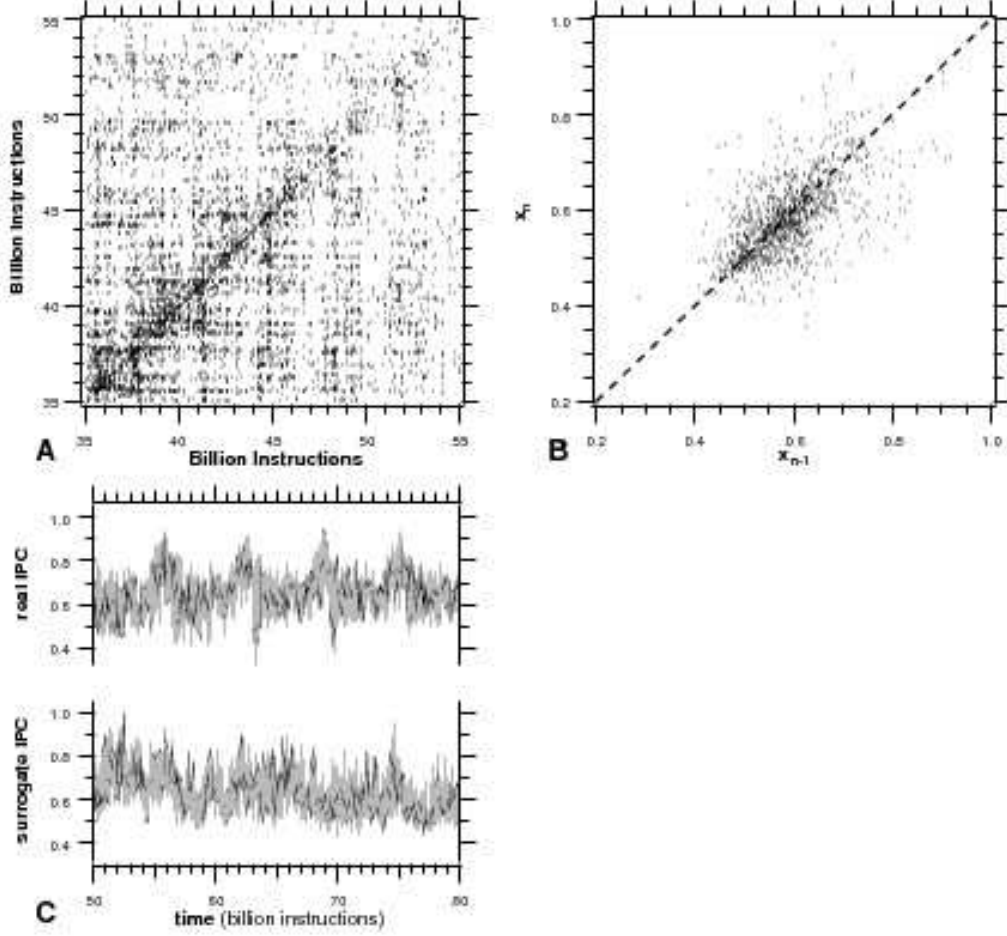 55
50
45
40
35
Billion Instructions
35 40 45 50 55
A
Billion Instructions
1.0
0.8
0.6
0.4
0.2
xn
0.2 0.4 0.6 0.8 1.0
B
xn-1
1.0
0.8
0.6
0.4
real IPC
1.0
0.8
0.6
0.4
surrogate IPC
50 60 70 80
C
time (billion instructions)